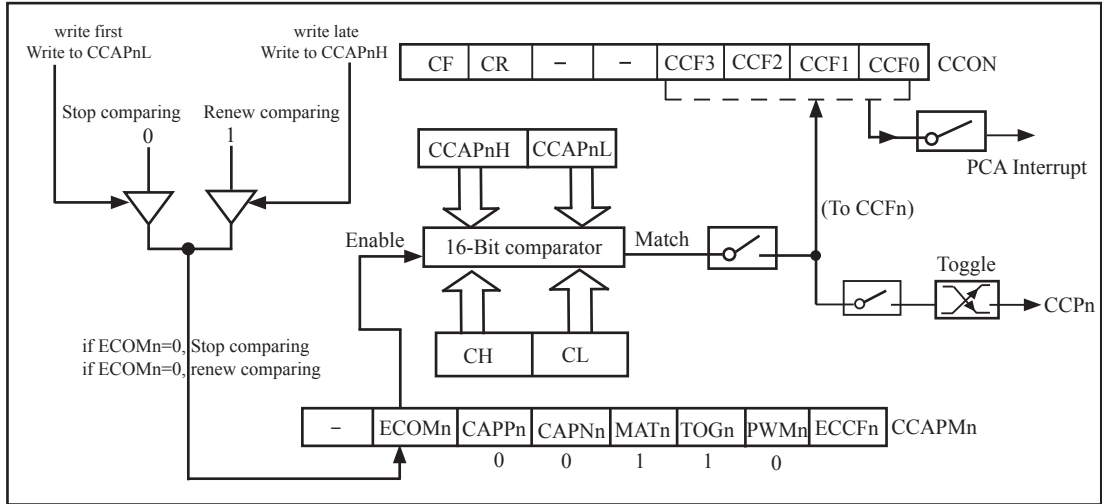 write first
Write to CCAPnL
write late
Write to CCAPnH
CF CR – – CCF3 CCF2 CCF1 CCF0 CCON
Stop comparing
0
Renew comparing
1
CCAPnH CCAPnL
PCA Interrupt
(To CCFn)
Enable
16-Bit comparator
Match
Toggle
CCPn
if ECOMn=0, Stop comparing
if ECOMn=0, renew comparing
CH CL
– ECOMn CAPPn CAPNn MATn TOGn PWMn ECCFn CCAPMn
0 0 1 1 0